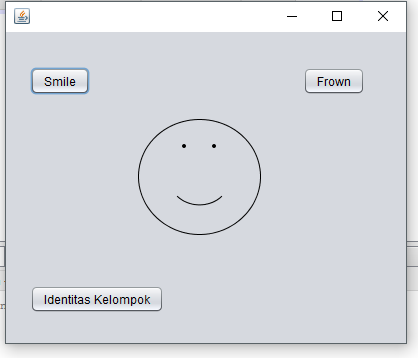 Smile
Frown
Identitas Kelompok